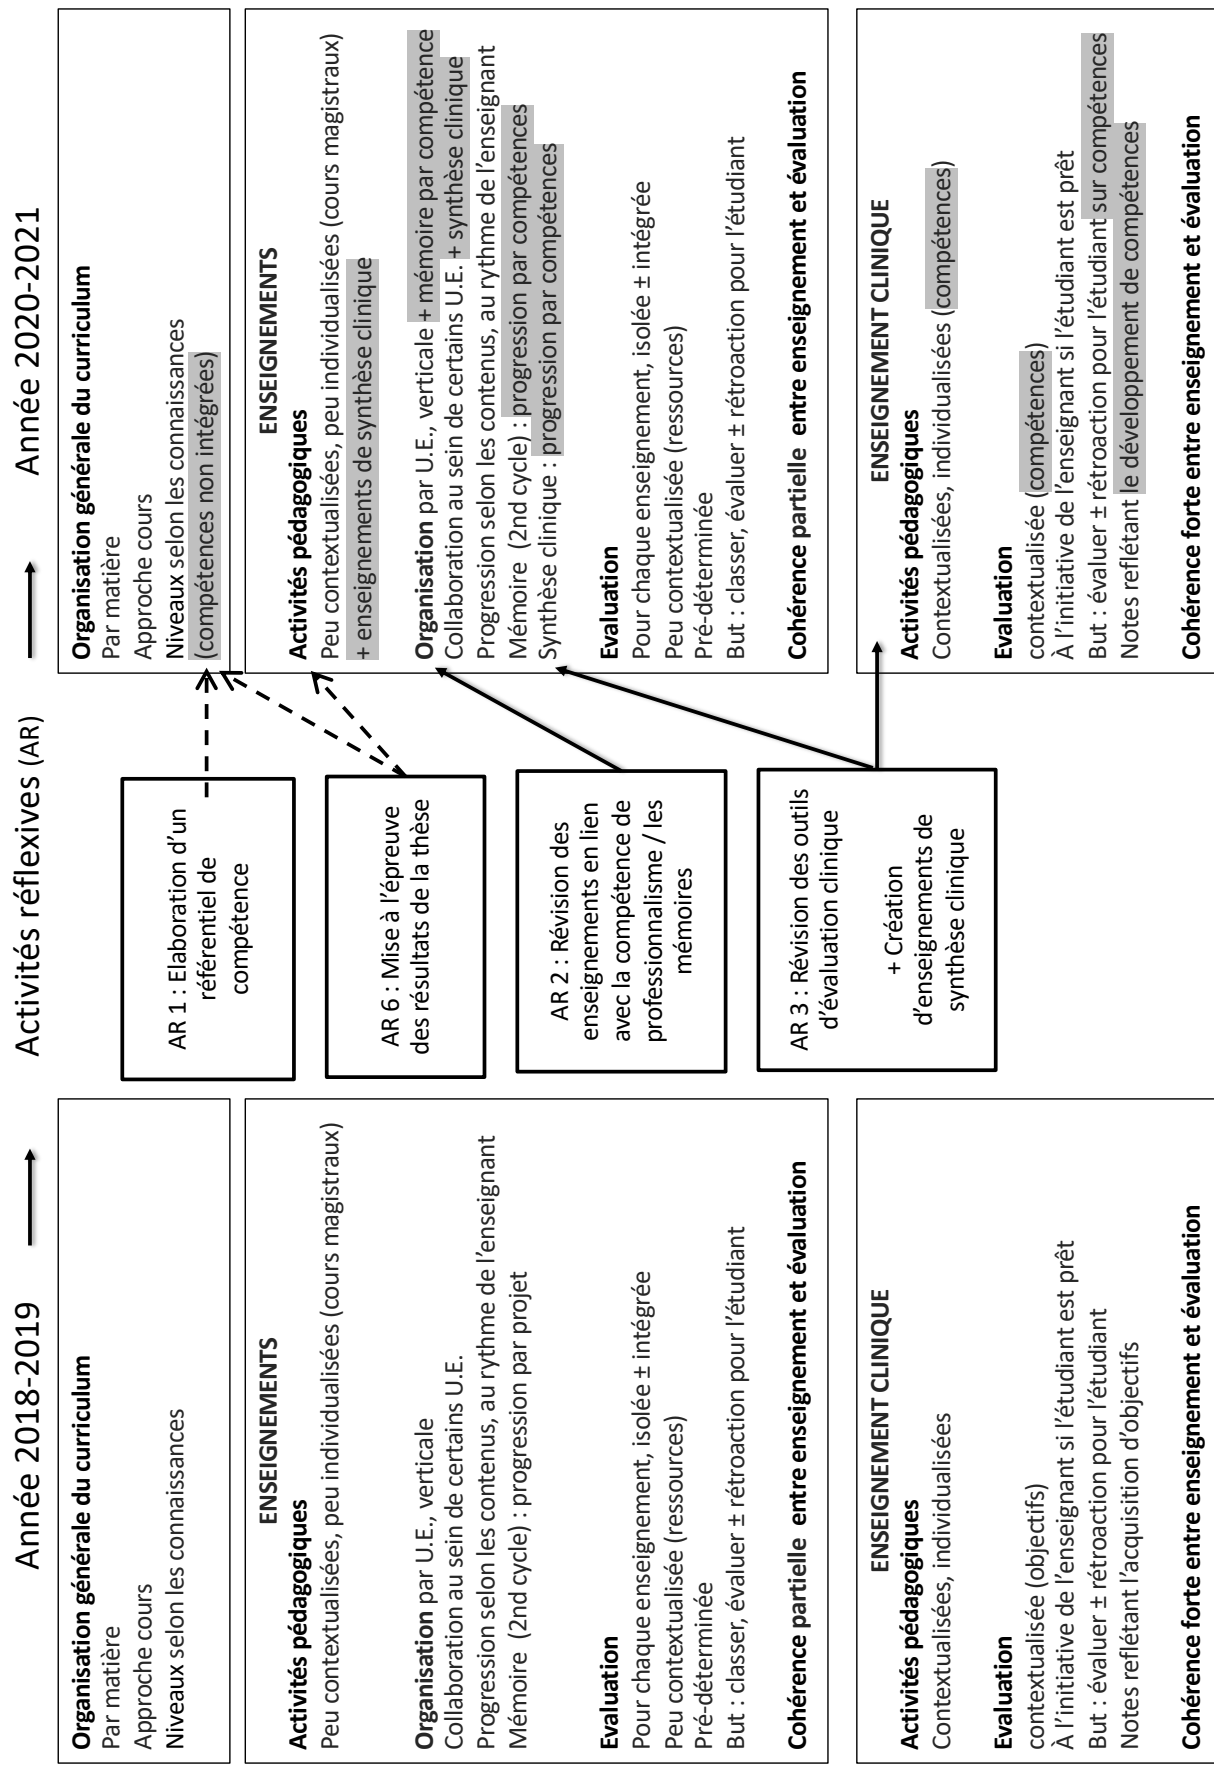 Année 2018-2019
Activités réflexives (AR)
Année 2020-2021
Organisation générale du curriculum
Par matière
Approche cours
Niveaux selon les connaissances
ENSEIGNEMENTS
Activités pédagogiques
Peu contextualisées, peu individualisées (cours magistraux)
Organisation par U.E., verticale
Collaboration au sein de certains U.E.
Progression selon les contenus, au rythme de l'enseignant
Mémoire (2nd cycle) : progression par projet
Evaluation
Pour chaque enseignement, isolée ± intégrée
Peu contextualisée (ressources)
Pré-déterminée
But : classer, évaluer ± rétroaction pour l'étudiant
Cohérence partielle entre enseignement et évaluation
ENSEIGNEMENT CLINIQUE
Activités pédagogiques
Contextualisées, individualisées
Evaluation
contextualisée (objectifs)
À l'initiative de l'enseignant si l'étudiant est prêt
But : évaluer ± rétroaction pour l'étudiant
Notes reflétant l'acquisition d'objectifs
Cohérence forte entre enseignement et évaluation
AR 1 : Elaboration d'un
référentiel de
compétence
AR 6 : Mise à l'épreuve
des résultats de la thèse
AR 2 : Révision des
enseignements en lien
avec la compétence de
professionnalisme / les
mémoires
AR 3 : Révision des outils
d'évaluation clinique
+ Création
d'enseignements de
synthèse clinique
Organisation générale du curriculum
Par matière
Approche cours
Niveaux selon les connaissances
(compétences non intégrées)
ENSEIGNEMENTS
Activités pédagogiques
Peu contextualisées, peu individualisées (cours magistraux)
+ enseignements de synthèse clinique
Organisation par U.E., verticale + mémoire par compétence
Collaboration au sein de certains U.E. + synthèse clinique
Progression selon les contenus, au rythme de l'enseignant
Mémoire (2nd cycle) : progression par compétences
Synthèse clinique : progression par compétences
Evaluation
Pour chaque enseignement, isolée ± intégrée
Peu contextualisée (ressources)
Pré-déterminée
But : classer, évaluer ± rétroaction pour l'étudiant
Cohérence partielle entre enseignement et évaluation
ENSEIGNEMENT CLINIQUE
Activités pédagogiques
Contextualisées, individualisées (compétences)
Evaluation
contextualisée (compétences)
À l'initiative de l'enseignant si l'étudiant est prêt
But : évaluer ± rétroaction pour l'étudiant sur compétences
Notes reflétant le développement de compétences
Cohérence forte entre enseignement et évaluation